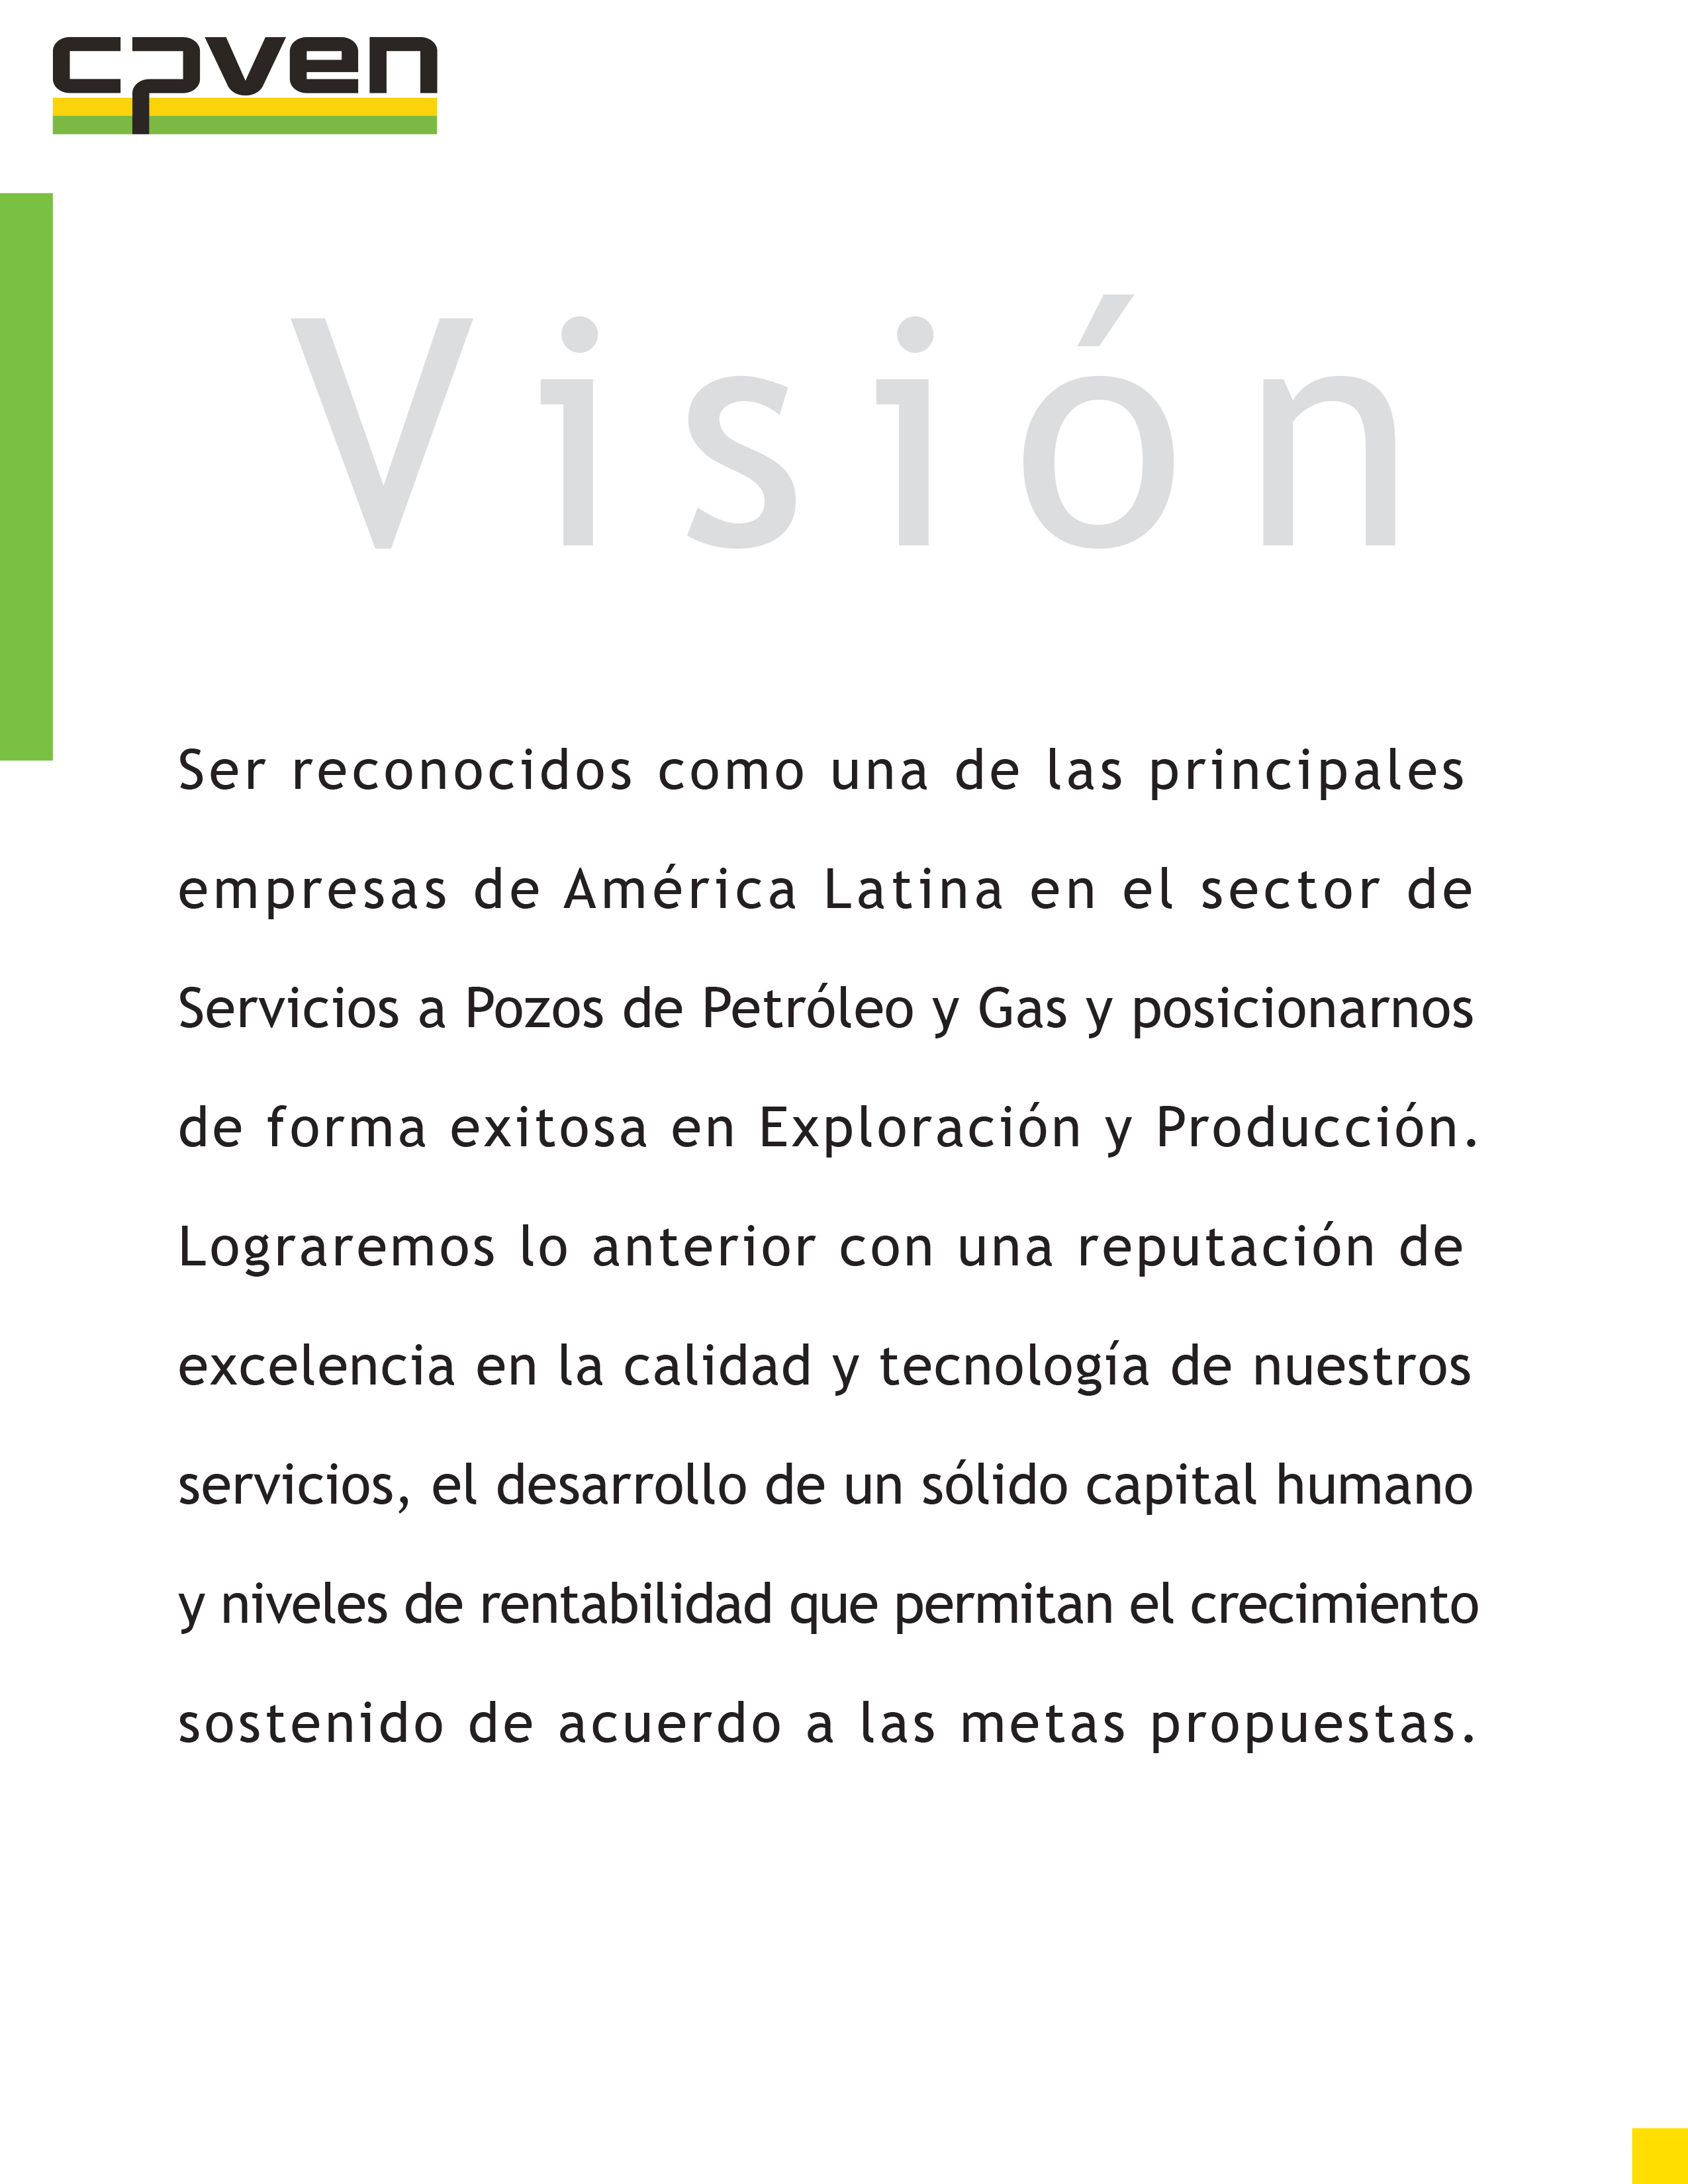 cpven
Visión
Ser reconocidos como una de las principales
empresas de América Latina en el sector de
Servicios a Pozos de Petróleo y Gas y posicionarnos
de forma exitosa en Exploración y Producción.
Lograremos lo anterior con una reputación de
excelencia en la calidad y tecnología de nuestros
servicios, el desarrollo de un sólido capital humano
y niveles de rentabilidad que permitan el crecimiento
sostenido de acuerdo a las metas propuestas.